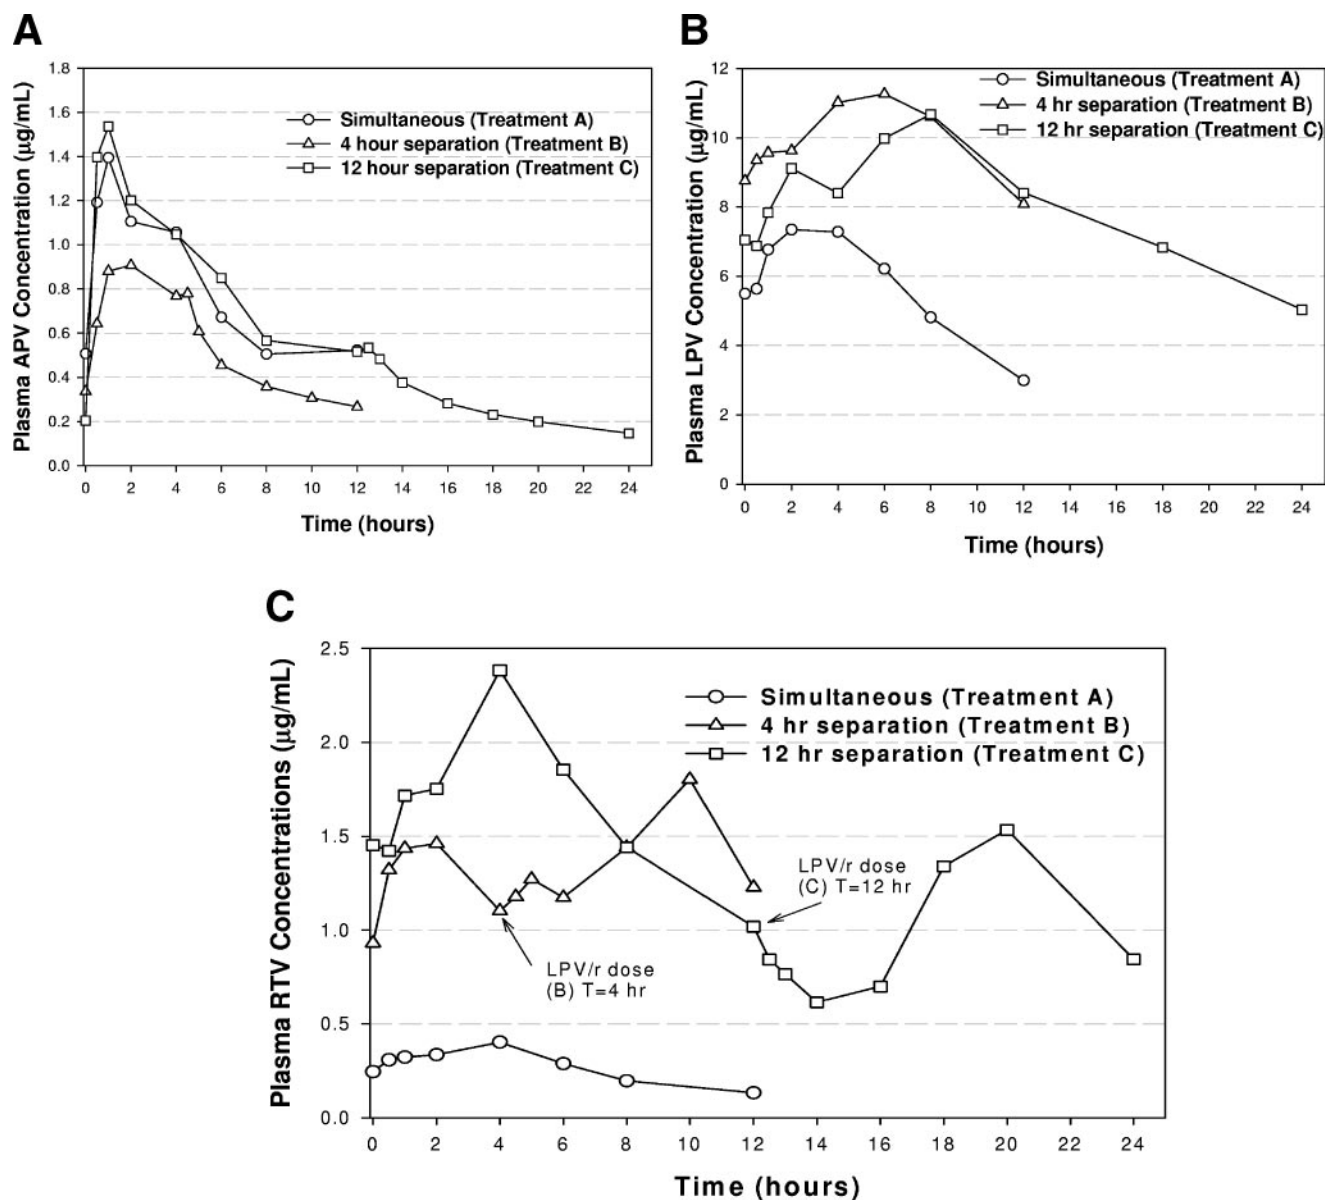 A
Plasma APV Concentration (µg/mL)
1.8
1.6
1.4
1.2
1.0
0.8
0.6
0.4
0.2
0.0
Simultaneous (Treatment A)
4 hour separation (Treatment B)
12 hour separation (Treatment C)
0 2 4 6 8 10 12 14 16 18 20 22 24
Time (hours)
B
Plasma LPV Concentration (µg/mL)
12
10
8
6
4
2
0
Simultaneous (Treatment A)
4 hr separation (Treatment B)
12 hr separation (Treatment C)
0 2 4 6 8 10 12 14 16 18 20 22 24
Time (hours)
C
Plasma RTV Concentrations (µg/mL)
2.5
2.0
1.5
1.0
0.5
0.0
Simultaneous (Treatment A)
4 hr separation (Treatment B)
12 hr separation (Treatment C)
LPV/r dose
(C) T=12 hr
LPV/r dose
(B) T=4 hr
0 2 4 6 8 10 12 14 16 18 20 22 24
Time (hours)